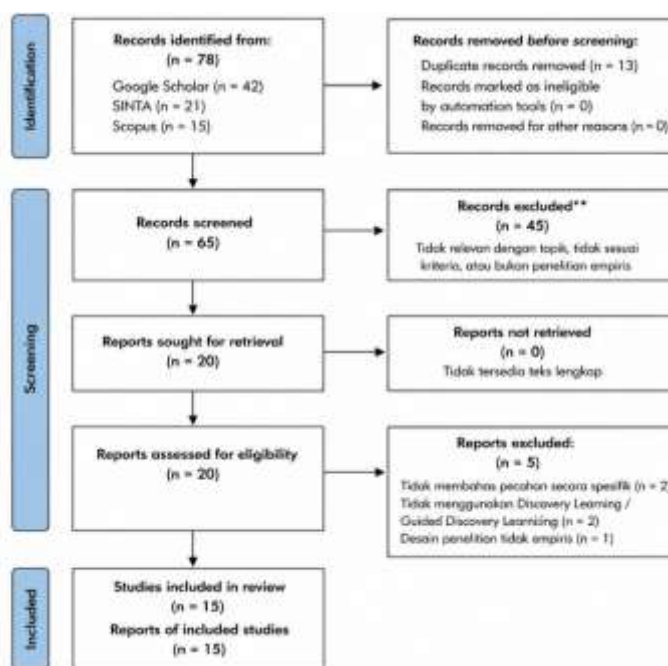 Identification
Records identified from:
(n = 78)
Google Scholar (n = 42)
SINTA (n = 21)
Scopus (n = 15)
Records removed before screening:
Duplicate records removed (n = 13)
Records marked as ineligible
by automation tools (n = 0)
Records removed for other reasons (n = 0)
Screening
Records screened
(n = 65)
Records excluded**
(n = 45)
Tidak relevan dengan topik, tidak sesuai
kriteria, atau bukan penelitian empiris
Reports sought for retrieval
(n = 20)
Reports not retrieved
(n = 0)
Tidak tersedia teks lengkap
Reports assessed for eligibility
(n = 20)
Reports excluded:
(n = 5)
Tidak membahas pecahan secara spesifik (n = 2)
Tidak menggunakan Discovery Learning /
Guided Discovery Learnizing (n = 2)
Desain penelitian tidak empiris (n = 1)
Included
Studies included in review
(n = 15)
Reports of included studies
(n = 15)